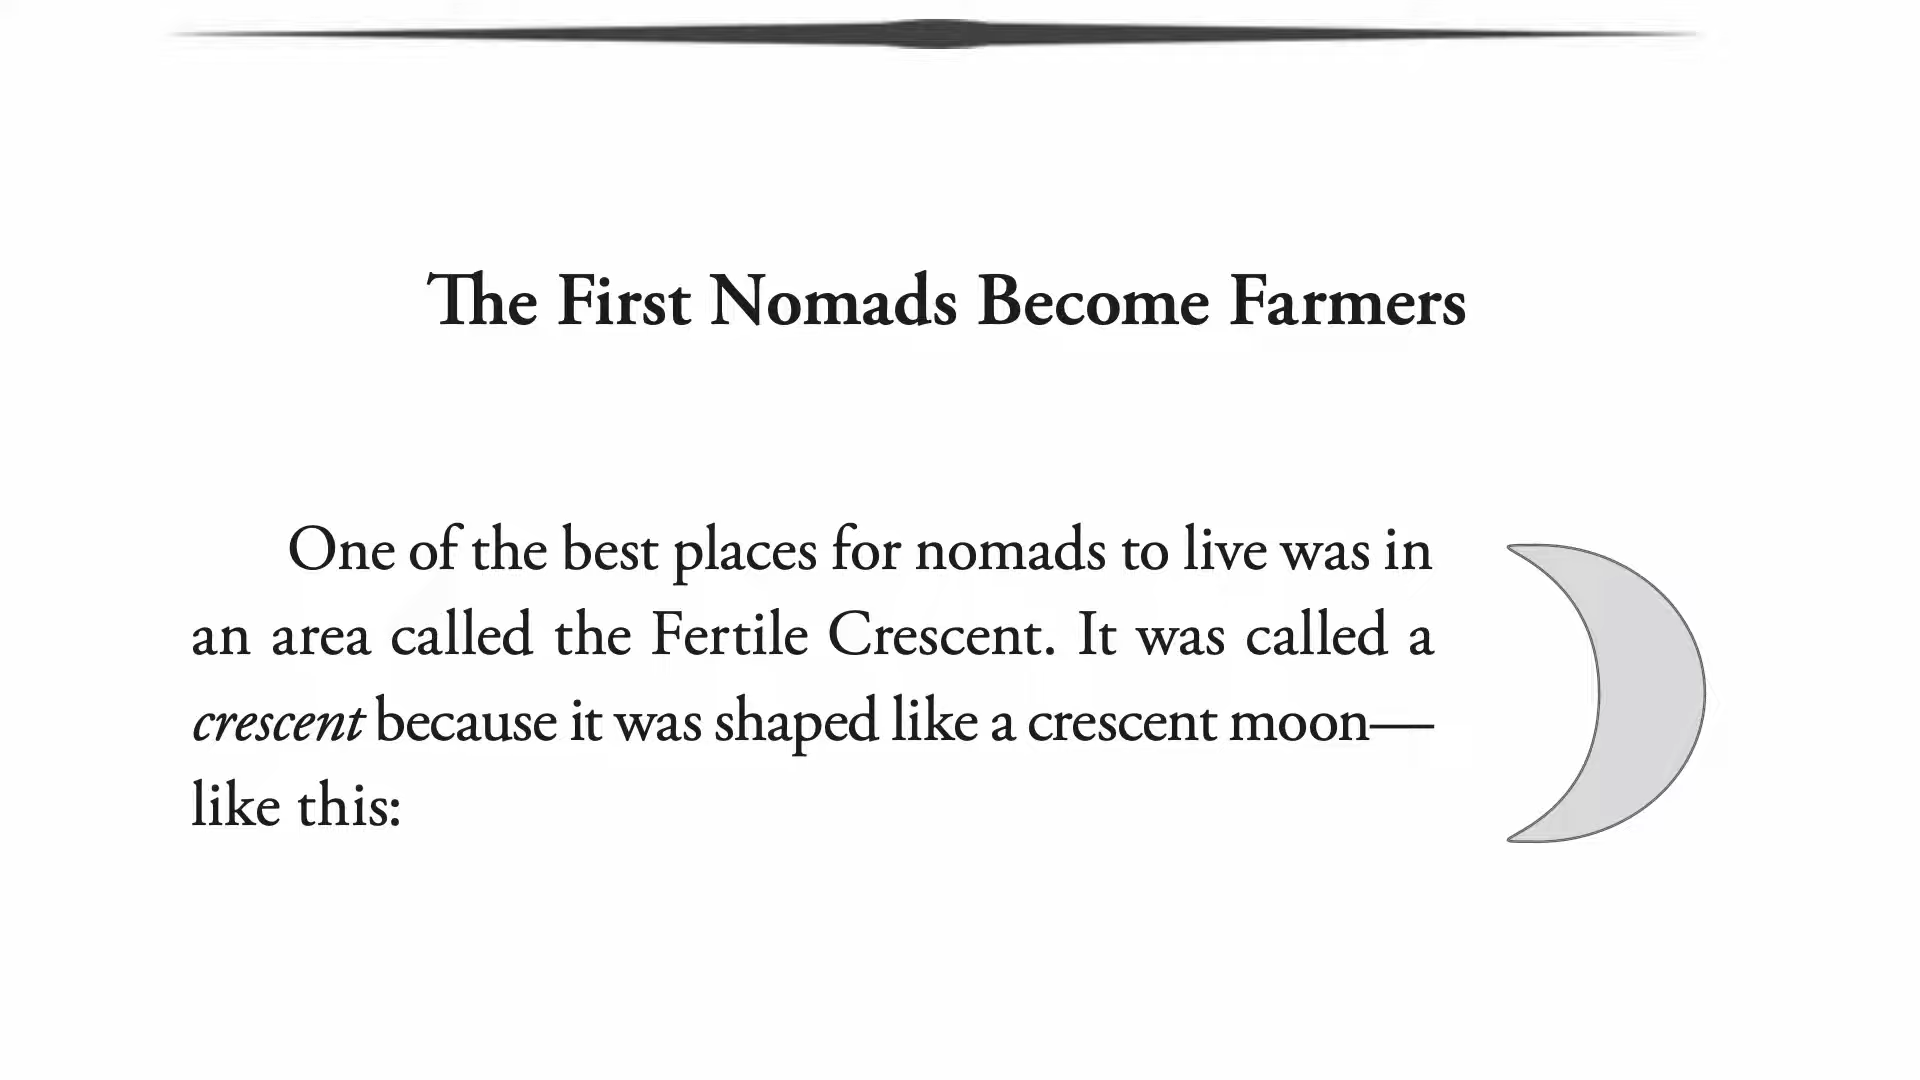 The First Nomads Become Farmers
One of the best places for nomads to live was in
an area called the Fertile Crescent. It was called a
crescent because it was shaped like a crescent moon—
like this: